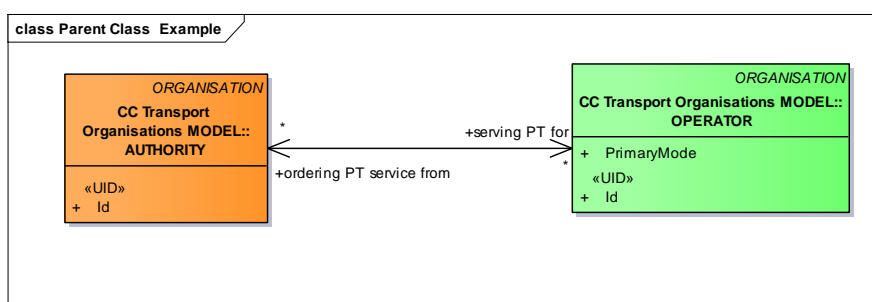 class Parent Class Example
ORGANISATION
CC Transport
Organisations MODEL::
AUTHORITY
«UID»
+ Id
*
+ordering PT service from
+serving PT for
*
ORGANISATION
CC Transport Organisations MODEL::
OPERATOR
+ PrimaryMode
«UID»
+ Id